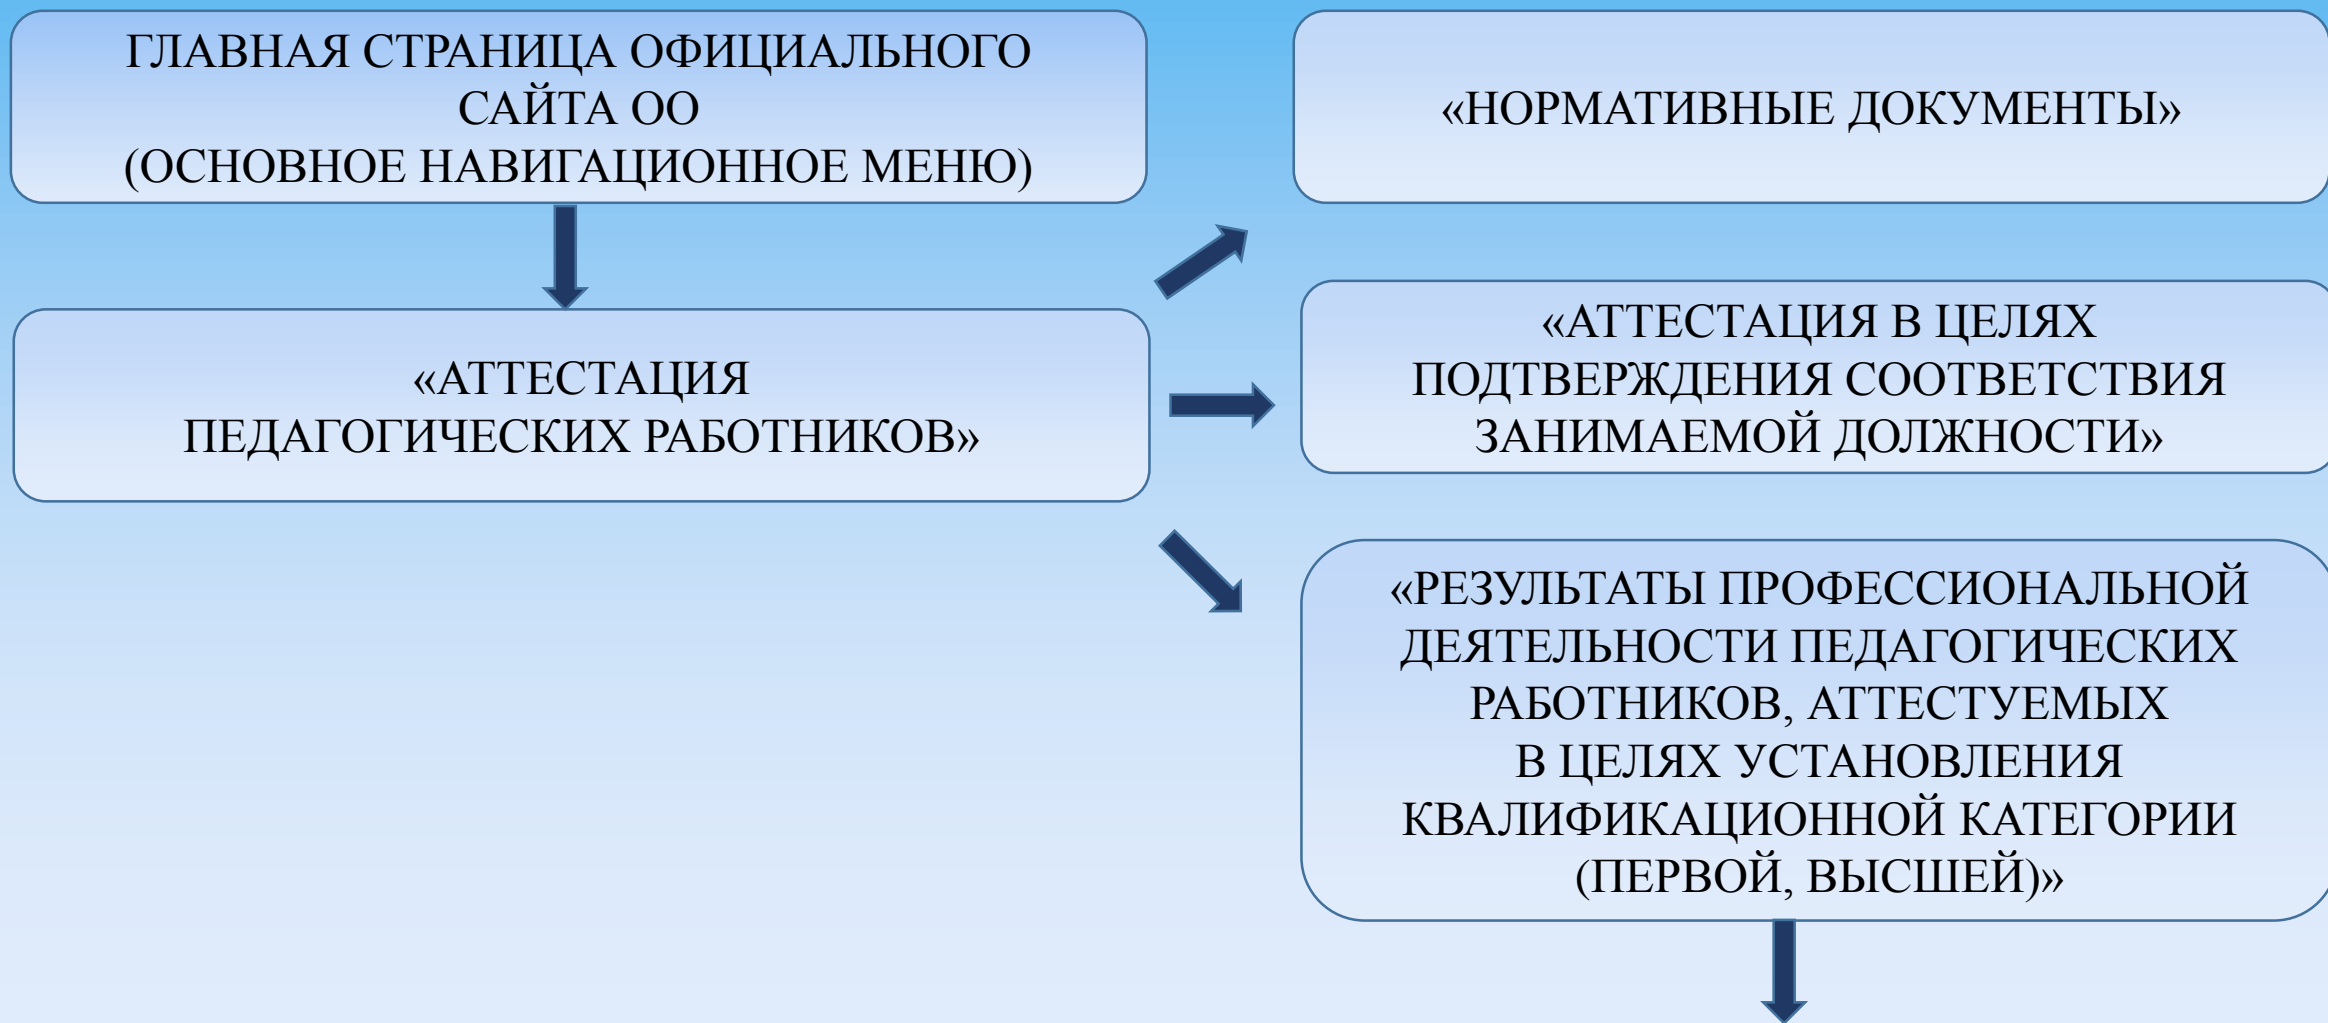 ГЛАВНАЯ СТРАНИЦА ОФИЦИАЛЬНОГО
САЙТА ОО
(ОСНОВНОЕ НАВИГАЦИОННОЕ МЕНЮ)
«АТТЕСТАЦИЯ
ПЕДАГОГИЧЕСКИХ РАБОТНИКОВ»
«НОРМАТИВНЫЕ ДОКУМЕНТЫ»
«АТТЕСТАЦИЯ В ЦЕЛЯХ
ПОДТВЕРЖДЕНИЯ СООТВЕТСТВИЯ
ЗАНИМАЕМОЙ ДОЛЖНОСТИ»
«РЕЗУЛЬТАТЫ ПРОФЕССИОНАЛЬНОЙ
ДЕЯТЕЛЬНОСТИ ПЕДАГОГИЧЕСКИХ
РАБОТНИКОВ, АТТЕСТУЕМЫХ
В ЦЕЛЯХ УСТАНОВЛЕНИЯ
КВАЛИФИКАЦИОННОЙ КАТЕГОРИИ
(ПЕРВОЙ, ВЫСШЕЙ)»